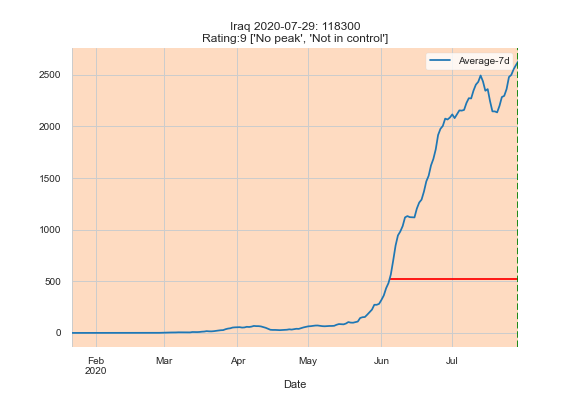 Iraq 2020-07-29: 118300
Rating:9 ['No peak', 'Not in control']
Average-7d
2500
2000
1500
1000
500
0
Feb
2020
Mar
Apr
May
Jun
Jul
Date